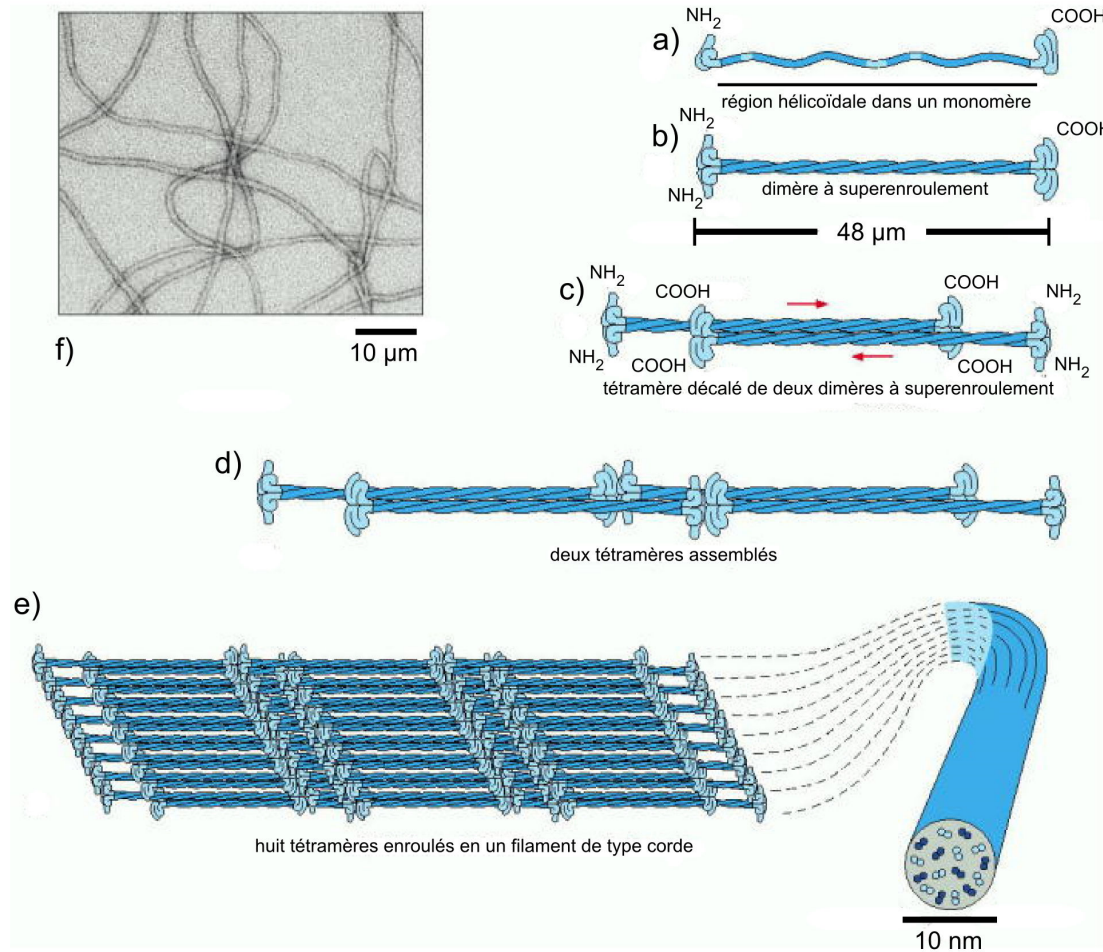 a)
NH2
COOH
région hélicoïdale dans un monomère
b)
NH2
COOH
NH2
dimère à superenroulement
48 µm
c)
NH2
COOH
COOH
NH2
NH2
COOH
COOH
NH2
tétramère décalé de deux dimères à superenroulement
f)
10 µm
d)
deux tétramères assemblés
e)
huit tétramères enroulés en un filament de type corde
10 nm